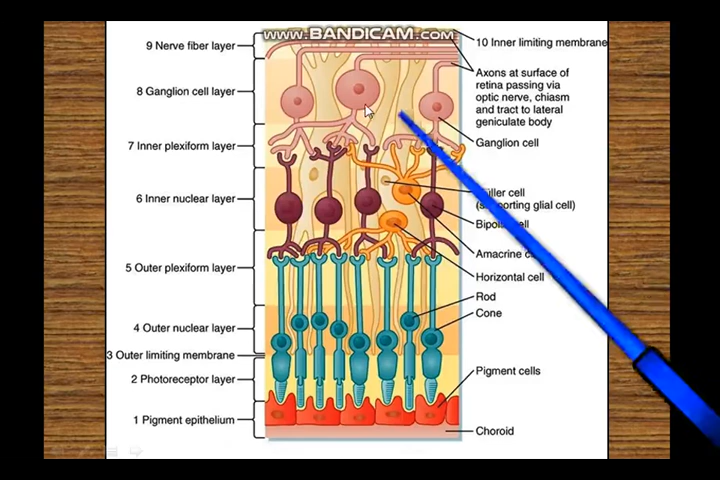 www.BANDICAM.com
9 Nerve fiber layer
8 Ganglion cell layer
7 Inner plexiform layer
6 Inner nuclear layer
5 Outer plexiform layer
4 Outer nuclear layer
3 Outer limiting membrane
2 Photoreceptor layer
1 Pigment epithelium
10 Inner limiting membrane
Axons at surface of
retina passing via
optic nerve, chiasm
and tract to lateral
geniculate body
Ganglion cell
cell
glial cell)
Amacrine
Horizontal cell
Rod
Cone
Pigment cells
Choroid